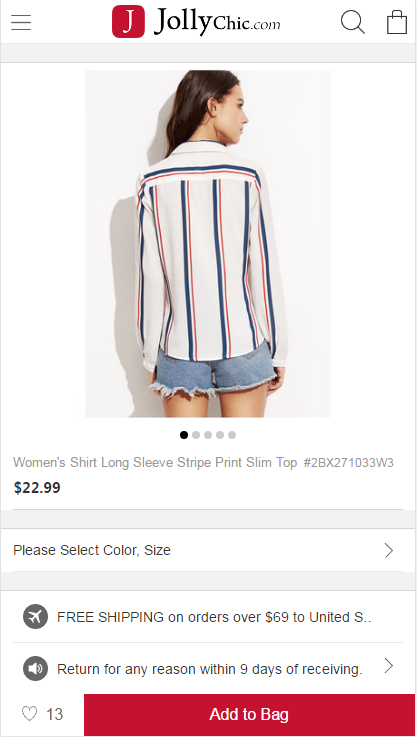 J JollyChic.com
Women's Shirt Long Sleeve Stripe Print Slim Top #2BX271033W3
$22.99
Please Select Color, Size
FREE SHIPPING on orders over $69 to United S..
Return for any reason within 9 days of receiving.
13
Add to Bag